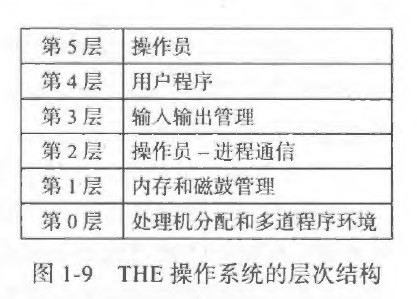 第5层 操作员
第4层 用户程序
第3层 输入输出管理
第2层 操作员–进程通信
第1层 内存和磁鼓管理
第0层 处理机分配和多道程序环境
图 1-9 THE 操作系统的层次结构